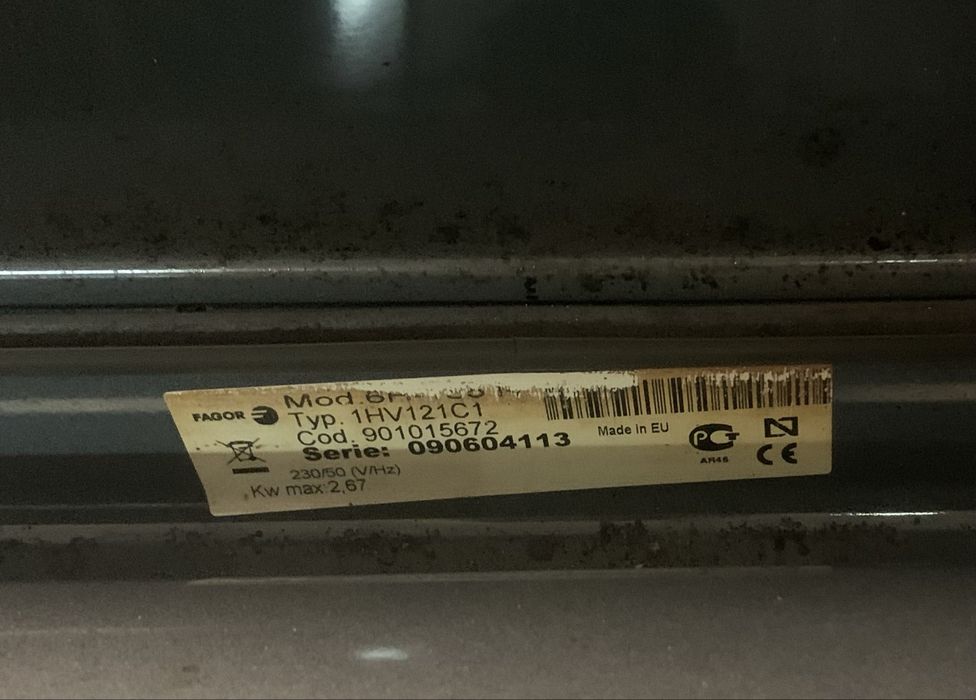 FAGOR
Mod.
Typ. 1HV121C1
Cod. 901015672
Serie: 090604113
230/50 (V/Hz)
Kw max:2,67
Made in EU
PCT
AR46
N
CE